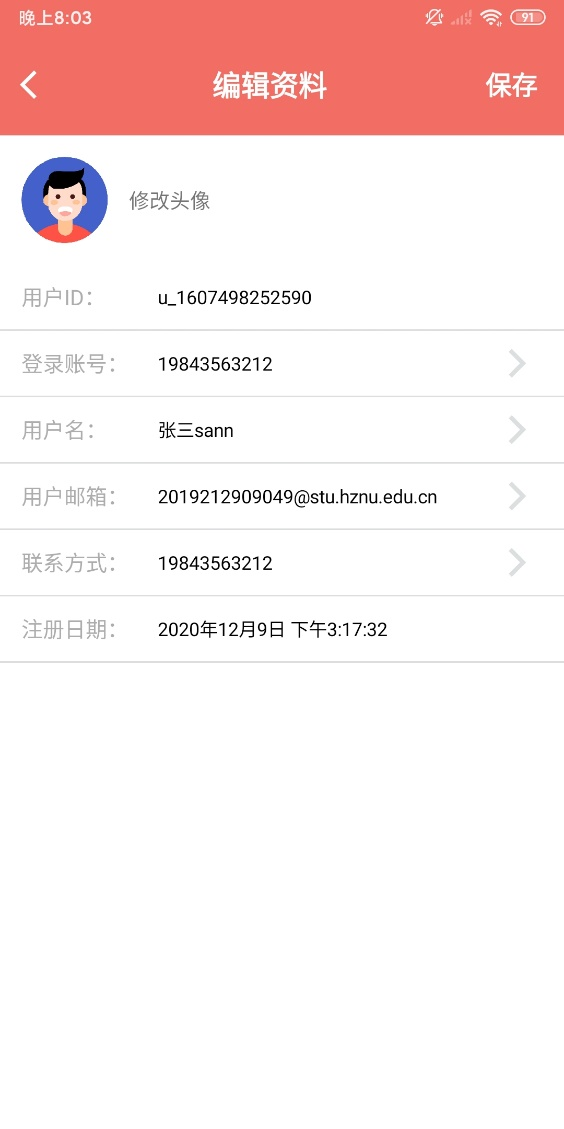 晚上8:03
91
编辑资料
保存
修改头像
用户ID： u_1607498252590
登录账号： 19843563212
用户名： 张三sann
用户邮箱： 2019212909049@stu.hznu.edu.cn
联系方式： 19843563212
注册日期： 2020年12月9日 下午3:17:32